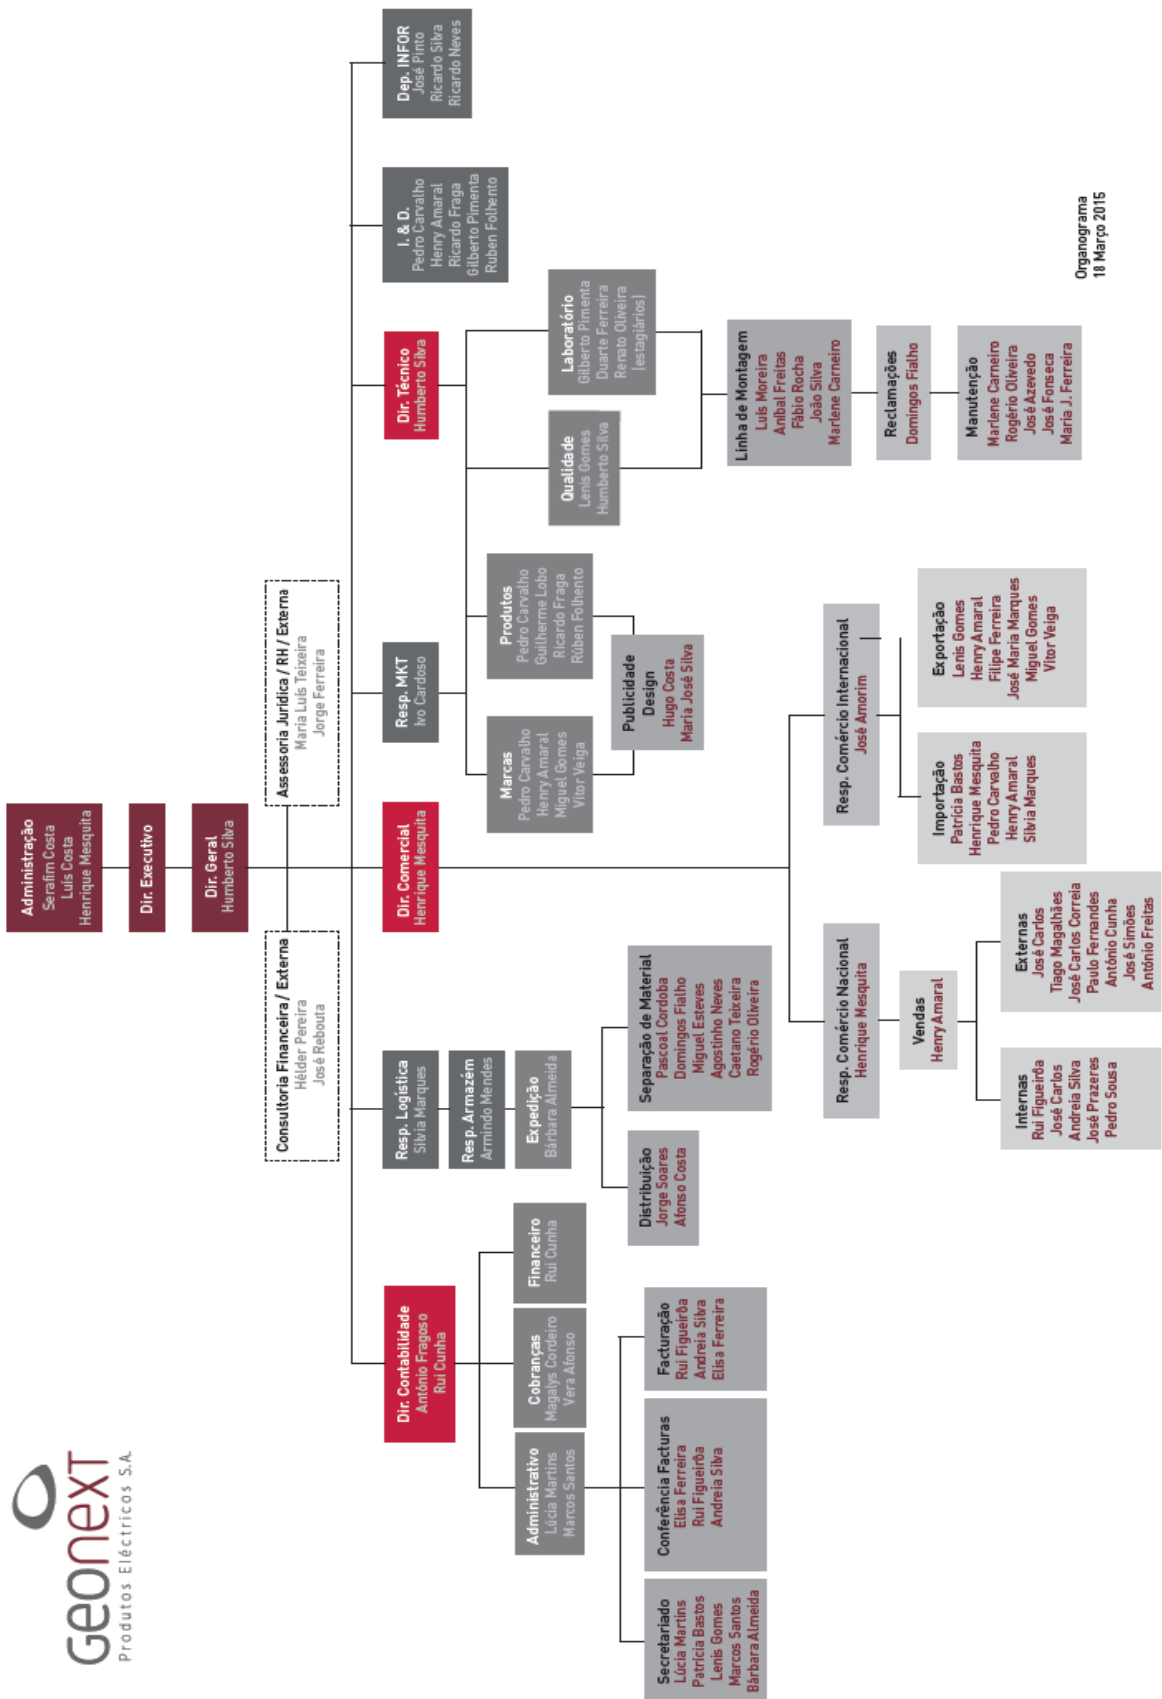 Geonext
Produtos Eléctricos S.A.
Administração
Serafim Costa
Luís Costa
Henrique Mesquita
Dir. Executivo
Dir. Geral
Humberto Silva
Consultoria Financeira / Externa
Hélder Pereira
José Rebouta
Assessoria Jurídica / RH / Externa
Maria Luís Teixeira
Jorge Ferreira
Dir. Contabilidade
António Fragoso
Rui Cunha
Resp. Logística
Silvia Marques
Dir. Comercial
Henrique Mesquita
Resp. MKT
Ivo Cardoso
Dir. Técnico
Humberto Silva
I. & D.
Pedro Carvalho
Henry Amaral
Ricardo Fraga
Gilberto Pimenta
Ruben Folhento
Dep. INFOR
José Pinto
Ricardo Silva
Ricardo Neves
Resp. Armazém
Armindo Mendes
Administrativo
Lúcia Martins
Marcos Santos
Cobranças
Magalys Cordeiro
Vera Afonso
Financeiro
Rui Cunha
Expedição
Bárbara Almeida
Marcas
Pedro Carvalho
Henry Amaral
Miguel Gomes
Vitor Veiga
Produtos
Pedro Carvalho
Guilherme Lobo
Ricardo Fraga
Rúben Folhento
Qualidade
Lenis Gomes
Humberto Silva
Laboratório
Gilberto Pimenta
Duarte Ferreira
Renato Oliveira
(estagiários)
Secretariado
Lúcia Martins
Patrícia Bastos
Lenis Gomes
Marcos Santos
Bárbara Almeida
Conferência Facturas
Elisa Ferreira
Rui Figueirôa
Andreia Silva
Facturação
Rui Figueirôa
Andreia Silva
Elisa Ferreira
Distribuição
Jorge Soares
Afonso Costa
Separação de Material
Pascoal Cordoba
Domingos Fialho
Miguel Esteves
Agostinho Neves
Caetano Teixeira
Rogério Oliveira
Publicidade
Design
Hugo Costa
Maria José Silva
Linha de Montagem
Luís Moreira
Aníbal Freitas
Fábio Rocha
João Silva
Marlene Carneiro
Reclamações
Domingos Fialho
Manutenção
Marlene Carneiro
Rogério Oliveira
José Azevedo
José Fonseca
Maria J. Ferreira
Resp. Comércio Nacional
Henrique Mesquita
Resp. Comércio Internacional
José Amorim
Vendas
Henry Amaral
Importação
Patrícia Bastos
Henrique Mesquita
Pedro Carvalho
Henry Amaral
Silvia Marques
Exportação
Lenis Gomes
Henry Amaral
Filipe Ferreira
José Maria Marques
Miguel Gomes
Vitor Veiga
Internas
Rui Figueirôa
José Carlos
Andreia Silva
José Prazeres
Pedro Sousa
Externas
José Carlos
Tiago Magalhães
José Carlos Correia
Paulo Fernandes
António Cunha
José Simões
António Freitas
Organograma
18 Março 2015